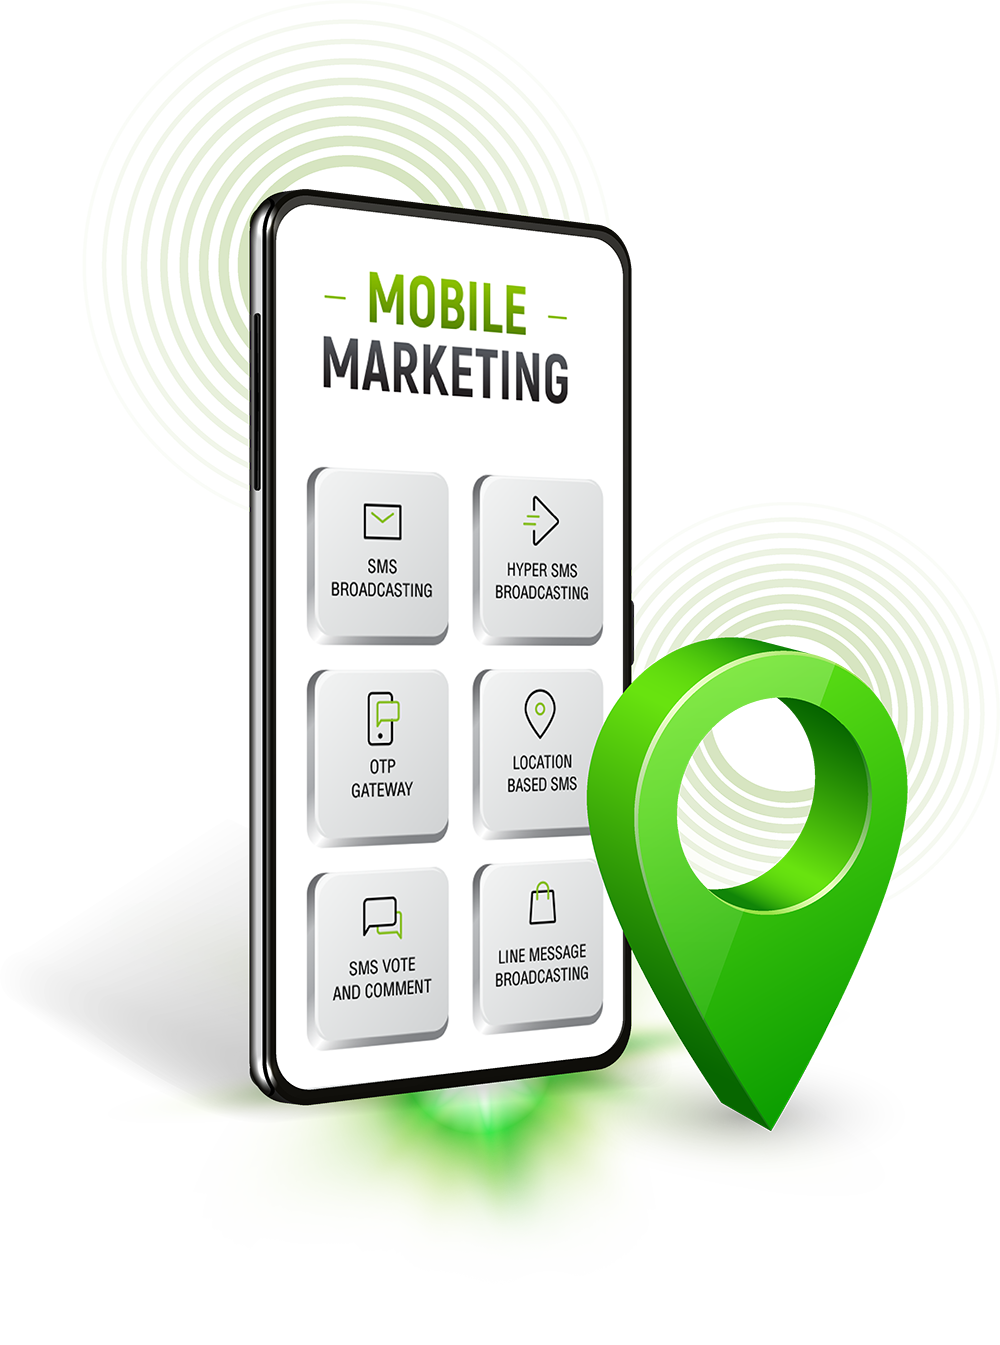 MOBILE
MARKETING
SMS
BROADCASTING
HYPER SMS
BROADCASTING
OTP
GATEWAY
LOCATION
BASED SMS
SMS VOTE
AND COMMENT
LINE MESSAGE
BROADCASTING